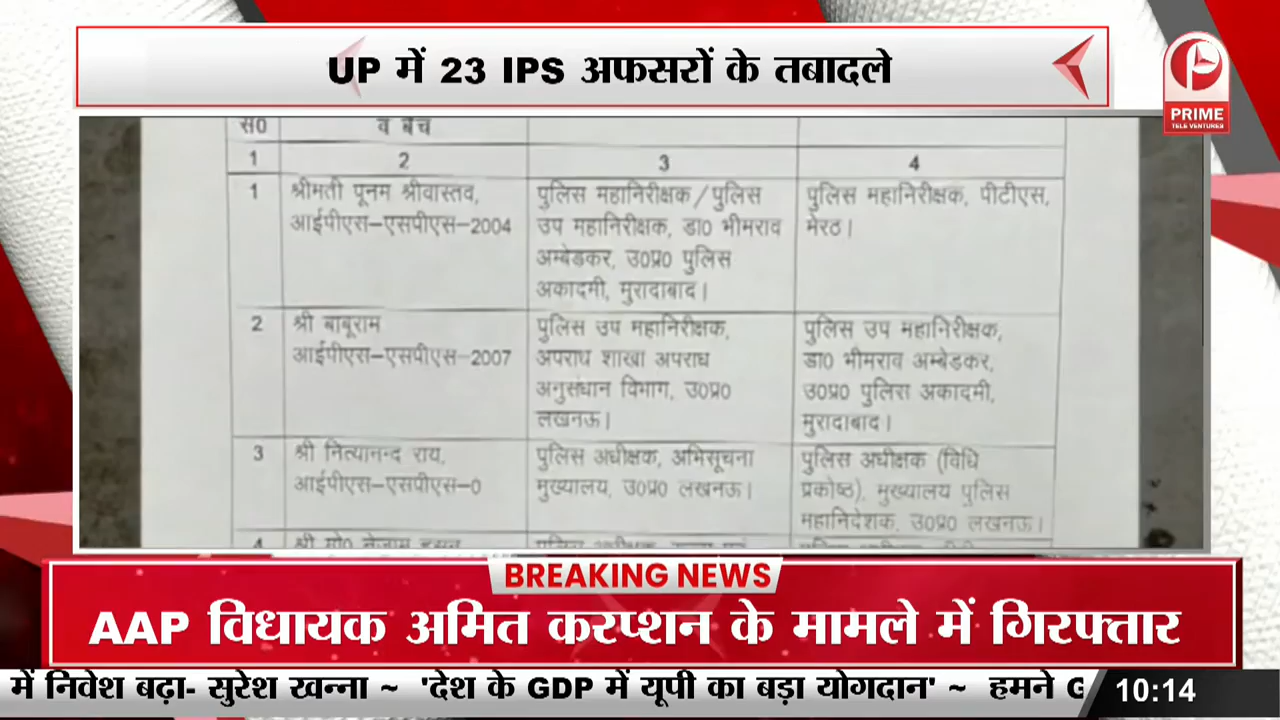 UP में 23 IPS अफसरों के तबादले
PRIME
TELE VENTURES
स0 व बैच
1 2 3 4
1 श्रीमती पूनम श्रीवास्तव, पुलिस महानिरीक्षक/पुलिस पुलिस महानिरीक्षक, पीटीएस,
आईपीएस-एसपीएस-2004 उप महानिरीक्षक, डा0 भीमराव मेरठ।
अम्बेडकर, उ0प्र0 पुलिस
अकादमी, मुरादाबाद।
2 श्री बाबूराम पुलिस उप महानिरीक्षक, पुलिस उप महानिरीक्षक,
आईपीएस-एसपीएस-2007 अपराध शाखा अपराध डा0 भीमराव अम्बेडकर,
अनुसंधान विभाग, उ0प्र0 उ0प्र0 पुलिस अकादमी,
लखनऊ। मुरादाबाद।
3 श्री नित्यानन्द राय, पुलिस अधीक्षक, अभिसूचना पुलिस अधीक्षक (विधि
आईपीएस-एसपीएस-0 मुख्यालय, उ0प्र0 लखनऊ। प्रकोष्ठ), मुख्यालय पुलिस
महानिदेशक, उ0प्र0 लखनऊ।
BREAKING NEWS
AAP विधायक अमित करप्शन के मामले में गिरफ्तार
में निवेश बढ़ा- सुरेश खन्ना ~ 'देश के GDP में यूपी का बड़ा योगदान' ~ हमने
10:14